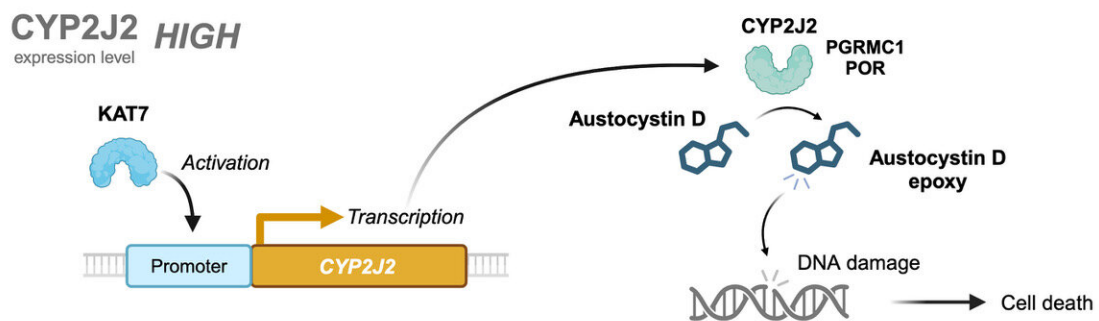 CYP2J2 HIGH
expression level
KAT7
Activation
Transcription
Promoter
CYP2J2
CYP2J2
PGRMC1
POR
Austocystin D
Austocystin D
epoxy
DNA damage
Cell death